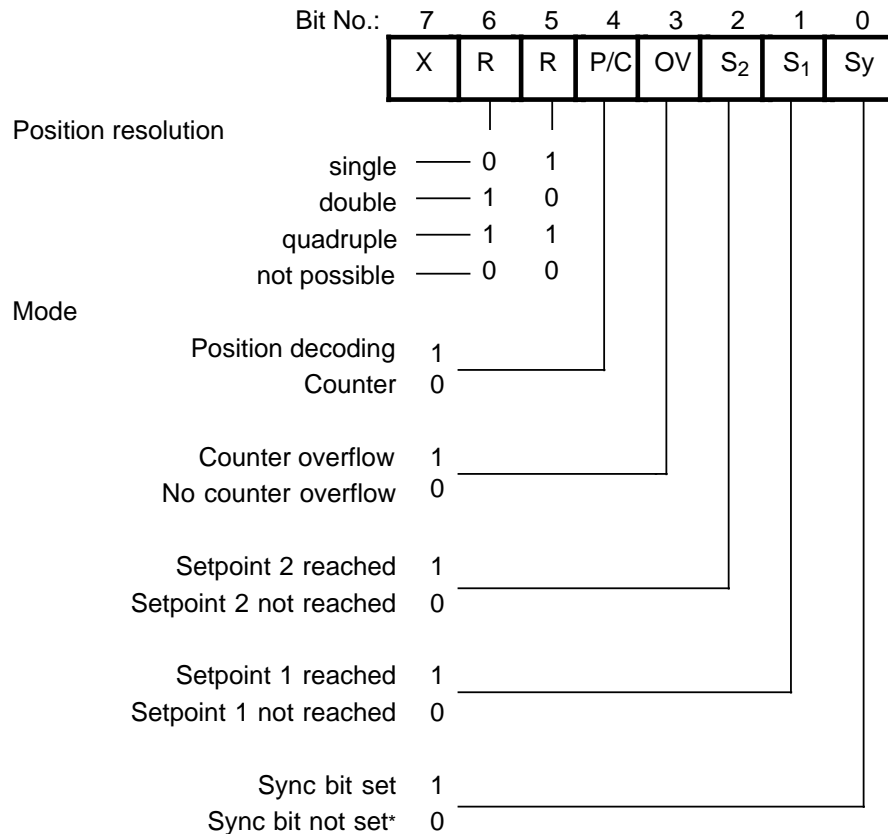 Bit No.: 7 6 5 4 3 2 1 0
X R R P/C OV S2 S1 Sy
Position resolution
single 0 1
double 1 0
quadruple 1 1
not possible 0 0
Mode
Position decoding 1
Counter 0
Counter overflow 1
No counter overflow 0
Setpoint 2 reached 1
Setpoint 2 not reached 0
Setpoint 1 reached 1
Setpoint 1 not reached 0
Sync bit set 1
Sync bit not set* 0